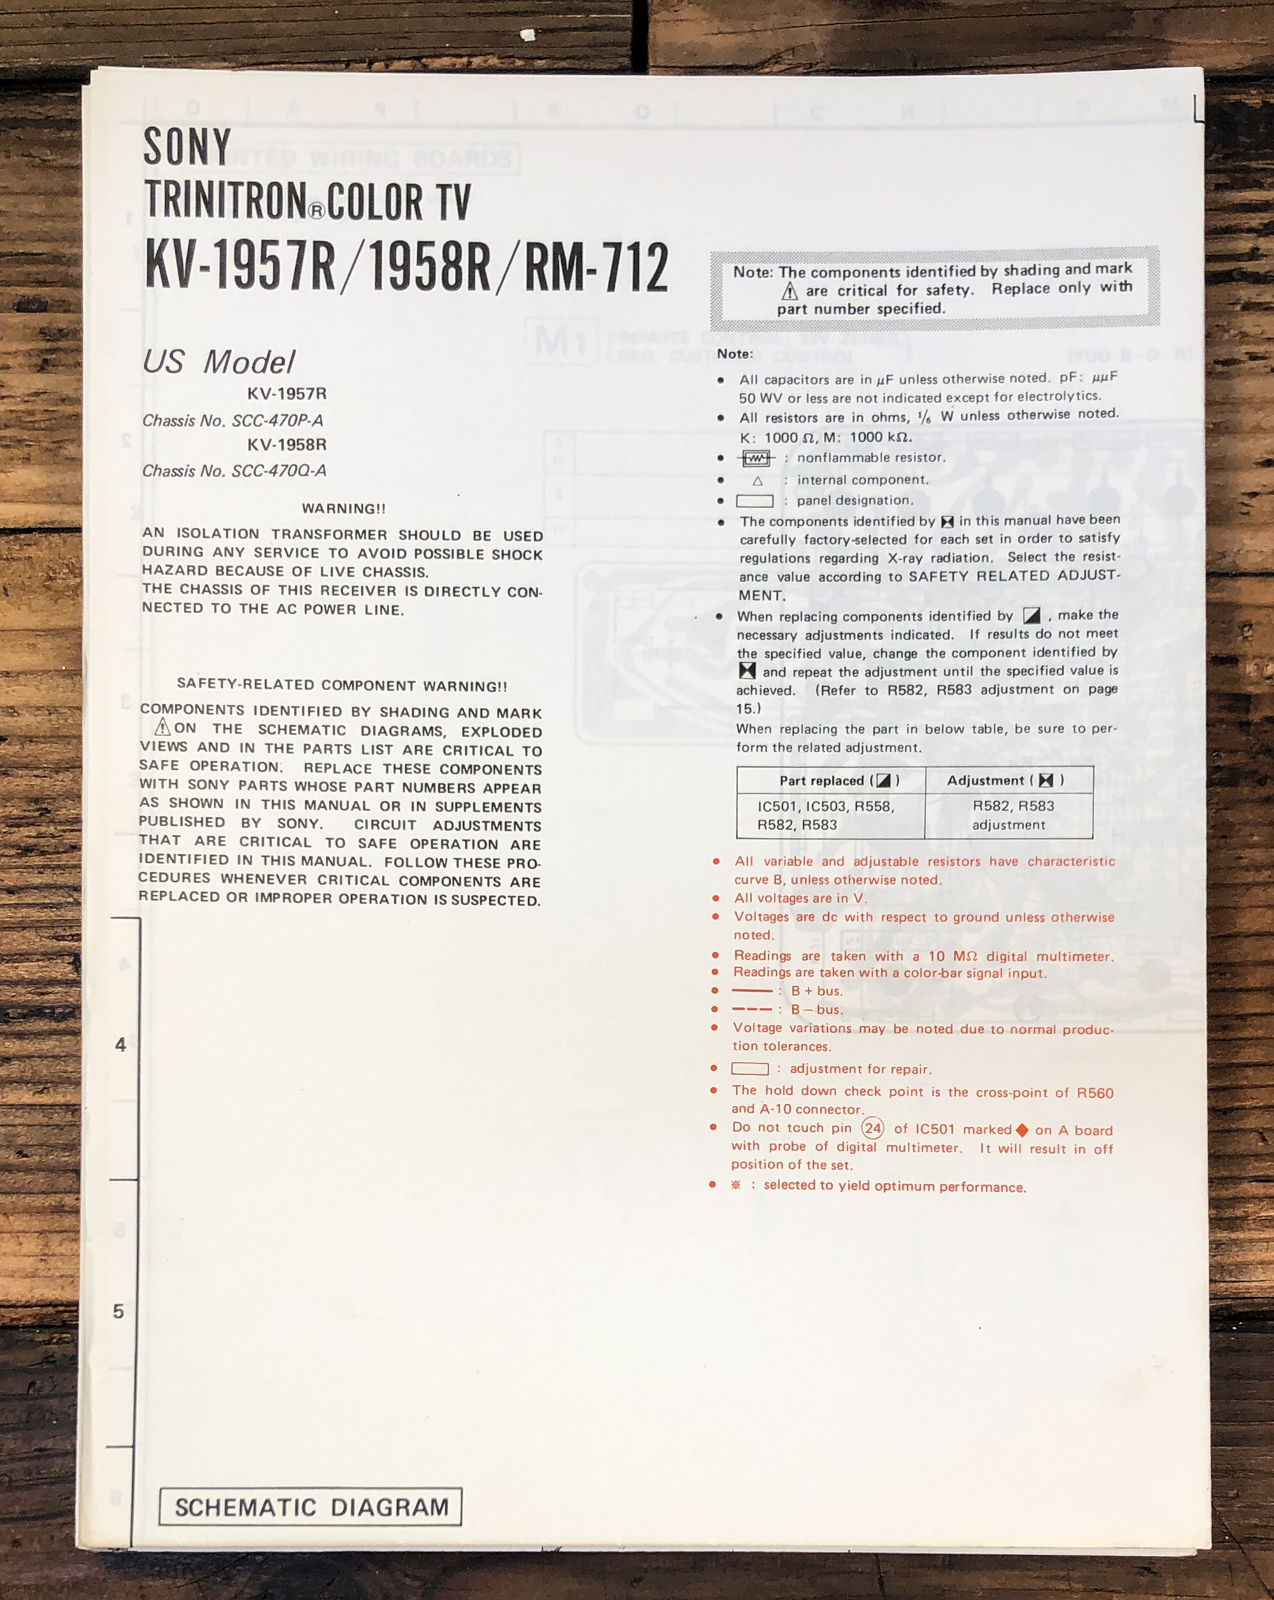 SONY
TRINITRON®COLOR TV
KV-1957R/1958R/RM-712
US Model
KV-1957R
Chassis No. SCC-470P-A
KV-1958R
Chassis No. SCC-470Q-A
WARNING!!
AN ISOLATION TRANSFORMER SHOULD BE USED
DURING ANY SERVICE TO AVOID POSSIBLE SHOCK
HAZARD BECAUSE OF LIVE CHASSIS.
THE CHASSIS OF THIS RECEIVER IS DIRECTLY CON-
NECTED TO THE AC POWER LINE.
SAFETY-RELATED COMPONENT WARNING!!
COMPONENTS IDENTIFIED BY SHADING AND MARK
⚠ ON THE SCHEMATIC DIAGRAMS, EXPLODED
VIEWS AND IN THE PARTS LIST ARE CRITICAL TO
SAFE OPERATION. REPLACE THESE COMPONENTS
WITH SONY PARTS WHOSE PART NUMBERS APPEAR
AS SHOWN IN THIS MANUAL OR IN SUPPLEMENTS
PUBLISHED BY SONY. CIRCUIT ADJUSTMENTS
THAT ARE CRITICAL TO SAFE OPERATION ARE
IDENTIFIED IN THIS MANUAL. FOLLOW THESE PRO-
CEDURES WHENEVER CRITICAL COMPONENTS ARE
REPLACED OR IMPROPER OPERATION IS SUSPECTED.
4
5
SCHEMATIC DIAGRAM
Note: The components identified by shading and mark
⚠ are critical for safety. Replace only with
part number specified.
Note:
• All capacitors are in μF unless otherwise noted. pF: μμF
50 WV or less are not indicated except for electrolytics.
• All resistors are in ohms, 1/6 W unless otherwise noted.
K: 1000 Ω, M: 1000 kΩ.
• : nonflammable resistor.
• △ : internal component.
• : panel designation.
• The components identified by ⧓ in this manual have been
carefully factory-selected for each set in order to satisfy
regulations regarding X-ray radiation. Select the resist-
ance value according to SAFETY RELATED ADJUST-
MENT.
• When replacing components identified by ◪ , make the
necessary adjustments indicated. If results do not meet
the specified value, change the component identified by
⧓ and repeat the adjustment until the specified value is
achieved. (Refer to R582, R583 adjustment on page
15.)
When replacing the part in below table, be sure to per-
form the related adjustment.
Part replaced (◪) Adjustment (⧓)
IC501, IC503, R558, R582, R583
R582, R583 adjustment
• All variable and adjustable resistors have characteristic
curve B, unless otherwise noted.
• All voltages are in V.
• Voltages are dc with respect to ground unless otherwise
noted.
• Readings are taken with a 10 MΩ digital multimeter.
• Readings are taken with a color-bar signal input.
• : B + bus.
• : B – bus.
• Voltage variations may be noted due to normal produc-
tion tolerances.
• : adjustment for repair.
• The hold down check point is the cross-point of R560
and A-10 connector.
• Do not touch pin ㉔ of IC501 marked ♦ on A board
with probe of digital multimeter. It will result in off
position of the set.
• ※ : selected to yield optimum performance.